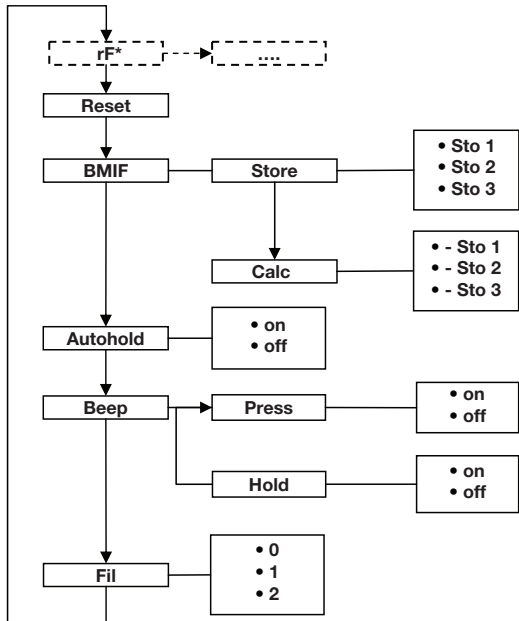 rF* ....
Reset
BMIF Store
• Sto 1
• Sto 2
• Sto 3
Calc
• - Sto 1
• - Sto 2
• - Sto 3
Autohold
• on
• off
Beep Press
• on
• off
Hold
• on
• off
Fil
• 0
• 1
• 2